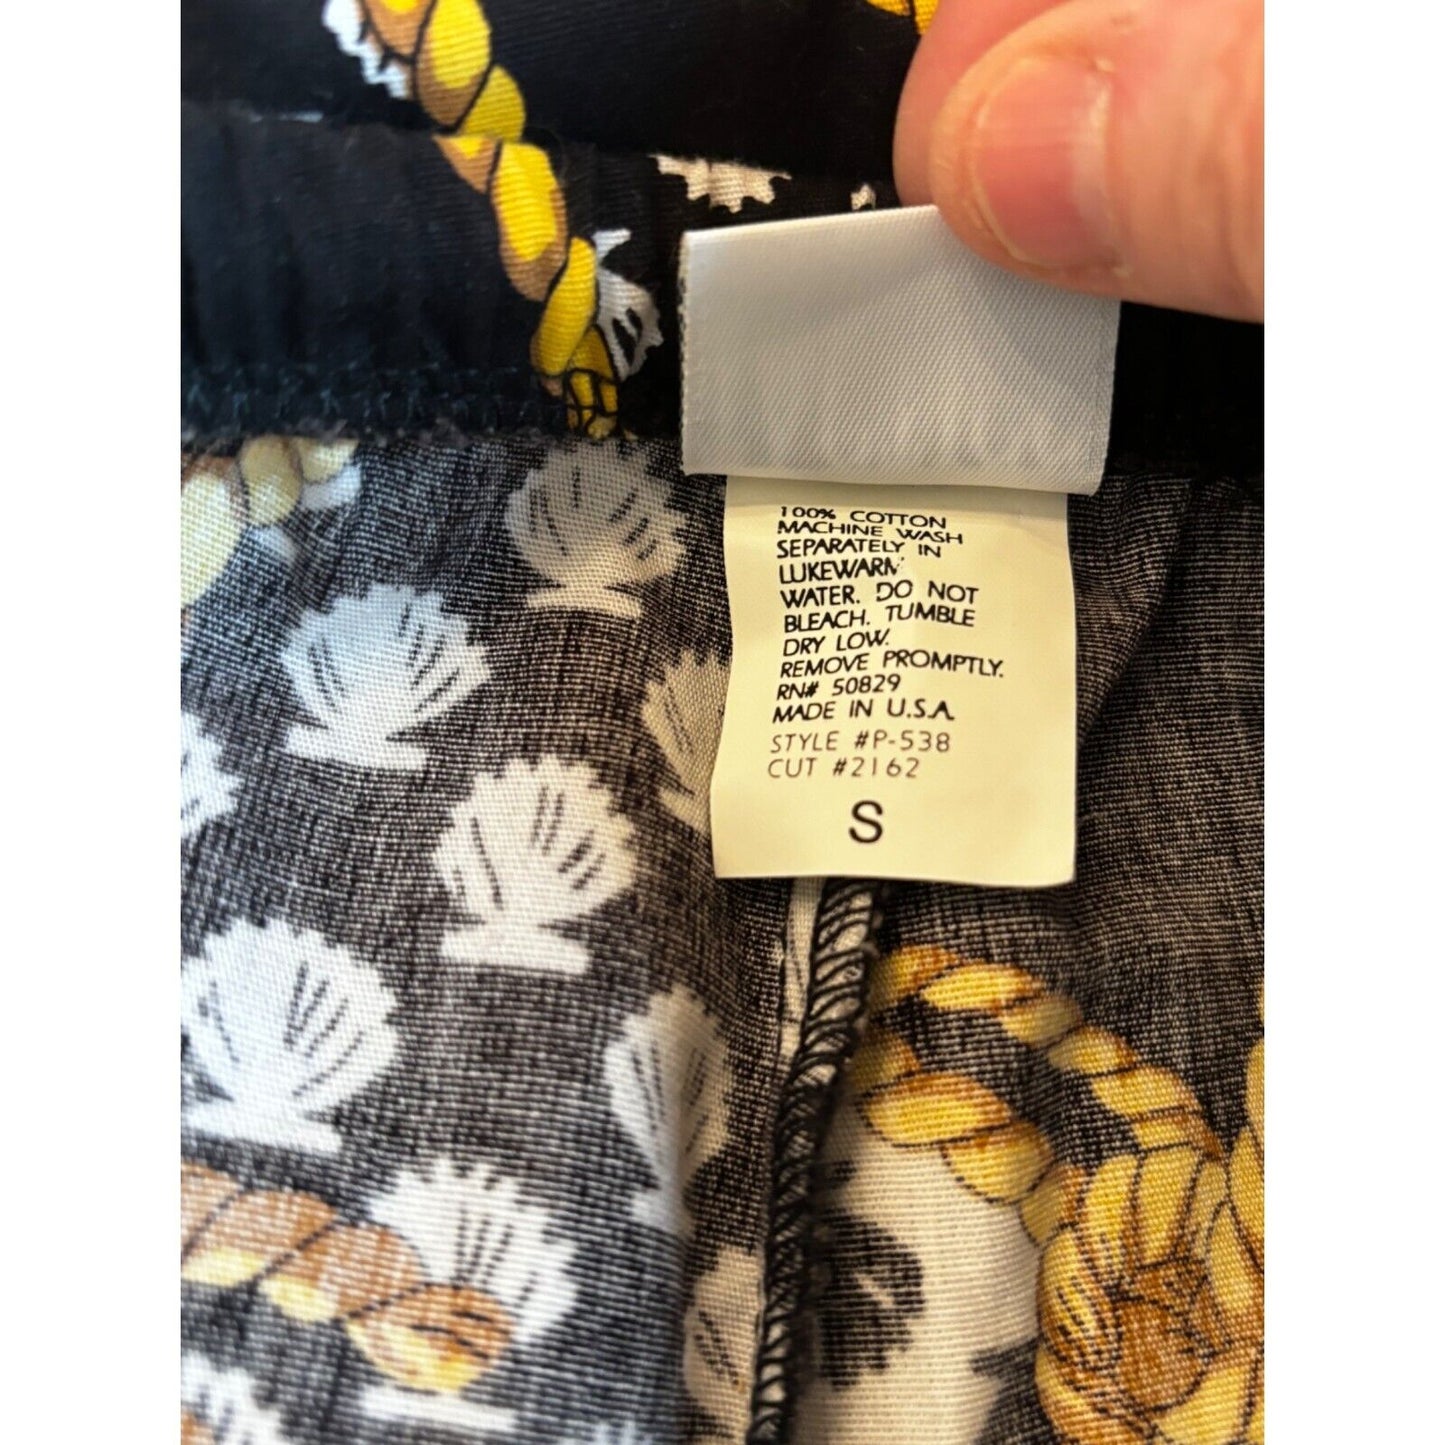 100% COTTON
MACHINE WASH
SEPARATELY IN
LUKEWARM
WATER. DO NOT
BLEACH. TUMBLE
DRY LOW.
REMOVE PROMPTLY.
RN# 50829
MADE IN U.S.A.
STYLE #P-538
CUT #2162
S